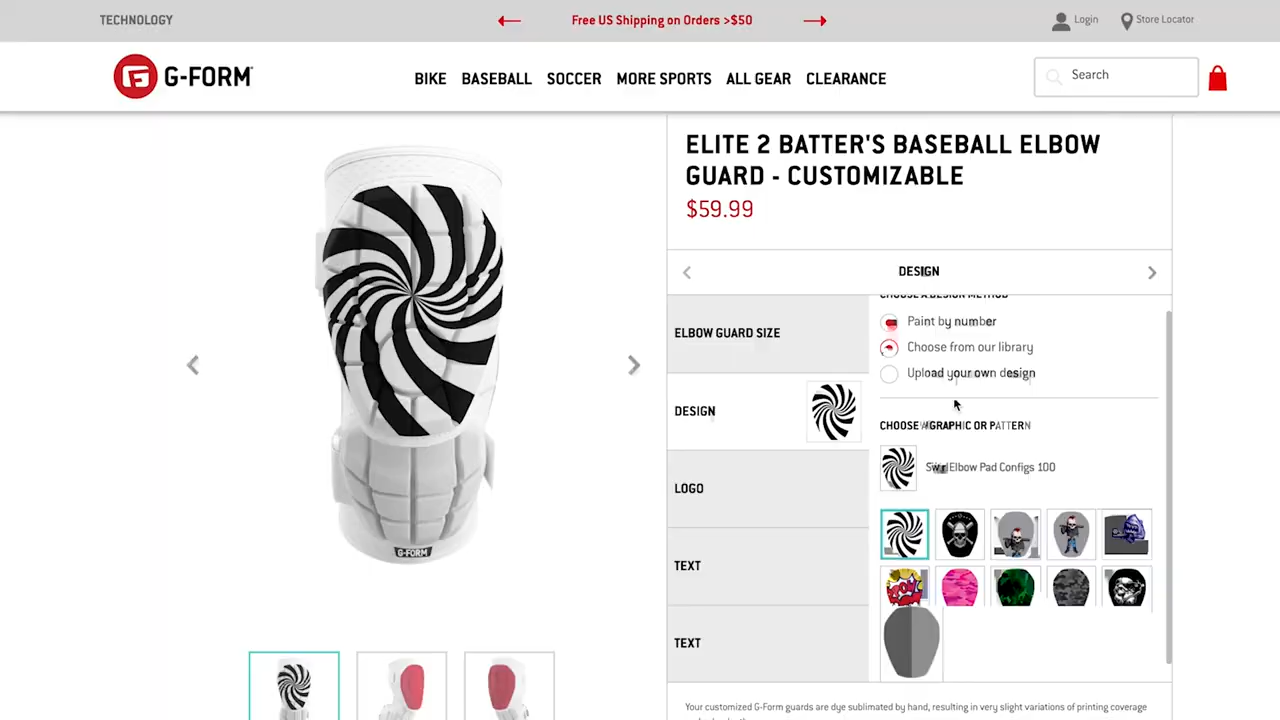 TECHNOLOGY
Free US Shipping on Orders >$50
Login
Store Locator
G-FORM
BIKE
BASEBALL
SOCCER
MORE SPORTS
ALL GEAR
CLEARANCE
Search
ELITE 2 BATTER'S BASEBALL ELBOW
GUARD - CUSTOMIZABLE
$59.99
DESIGN
CHOOSE A DESIGN METHOD
ELBOW GUARD SIZE
Paint by number
Choose from our library
Upload your own design
DESIGN
CHOOSE A GRAPHIC OR PATTERN
Elbow Pad Configs 100
LOGO
TEXT
TEXT
G-FORM
Your customized G-Form guards are dye sublimated by hand, resulting in very slight variations of printing coverage